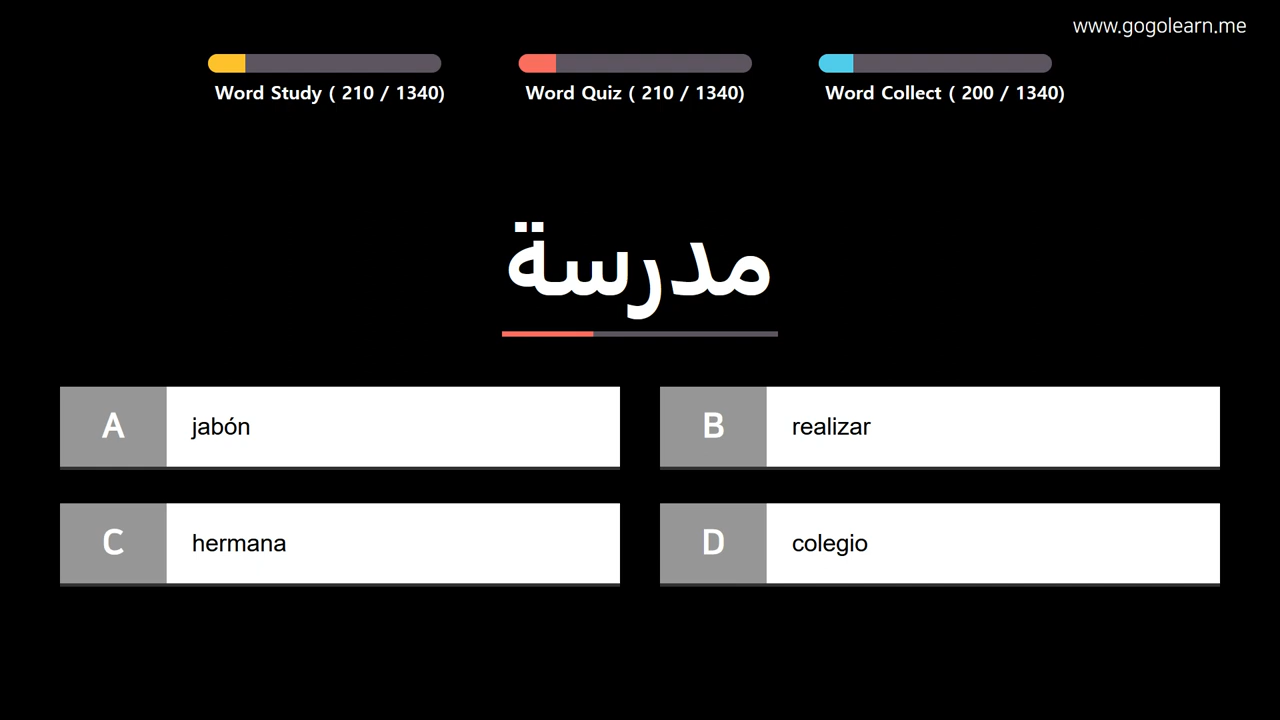 www.gogolearn.me
Word Study ( 210 / 1340)
Word Quiz ( 210 / 1340)
Word Collect ( 200 / 1340)
مدرسة
A jabón
B realizar
C hermana
D colegio